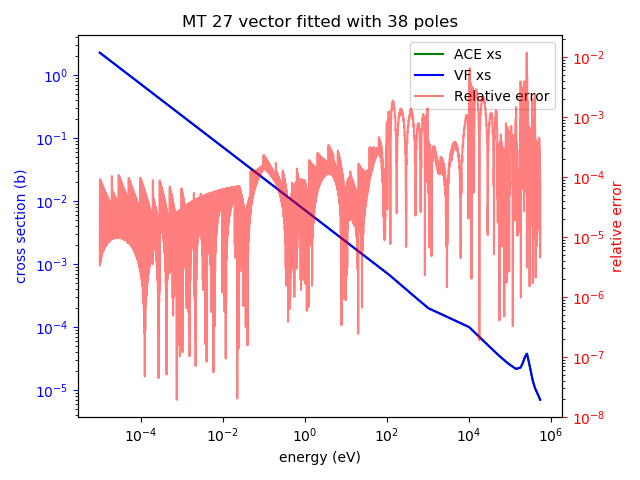 MT 27 vector fitted with 38 poles
ACE xs
VF xs
Relative error
cross section (b)
10^0
10^-1
10^-2
10^-3
10^-4
10^-5
10^-2
10^-3
10^-4
10^-5
10^-6
10^-7
10^-8
relative error
10^-4
10^-2
10^0
10^2
10^4
10^6
energy (eV)